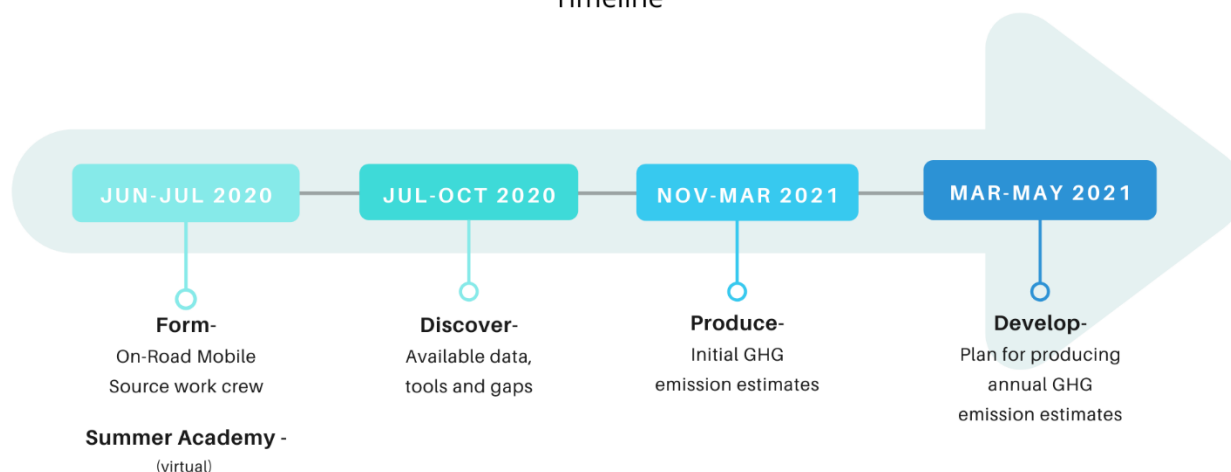 Timeline
JUN-JUL 2020
JUL-OCT 2020
NOV-MAR 2021
MAR-MAY 2021
Form-
On-Road Mobile
Source work crew
Summer Academy -
(virtual)
Discover-
Available data,
tools and gaps
Produce-
Initial GHG
emission estimates
Develop-
Plan for producing
annual GHG
emission estimates